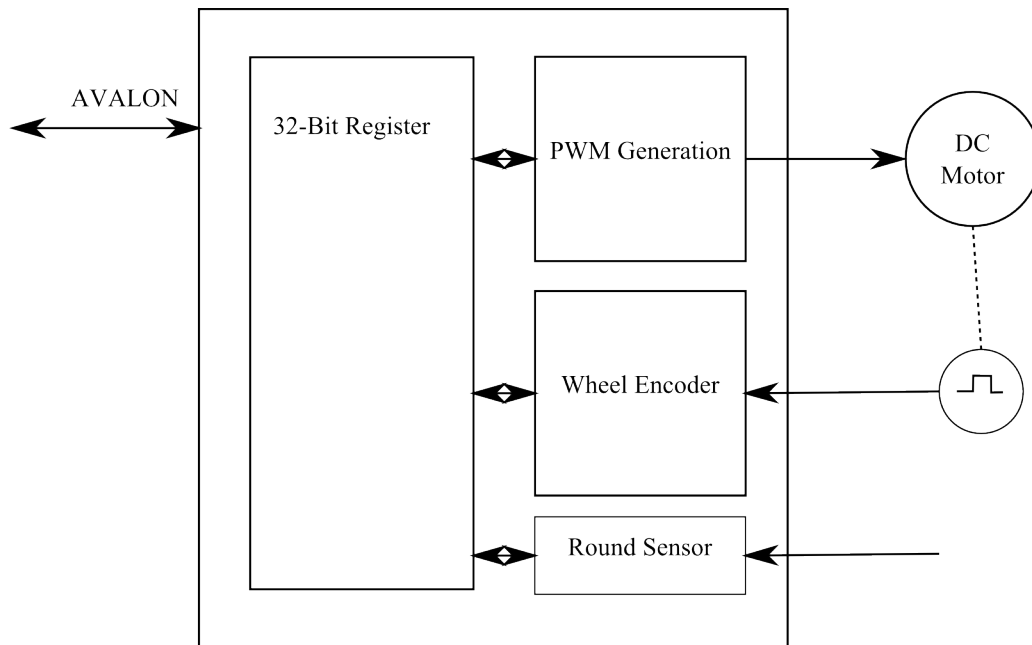 AVALON
32-Bit Register
PWM Generation
DC
Motor
Wheel Encoder
Round Sensor